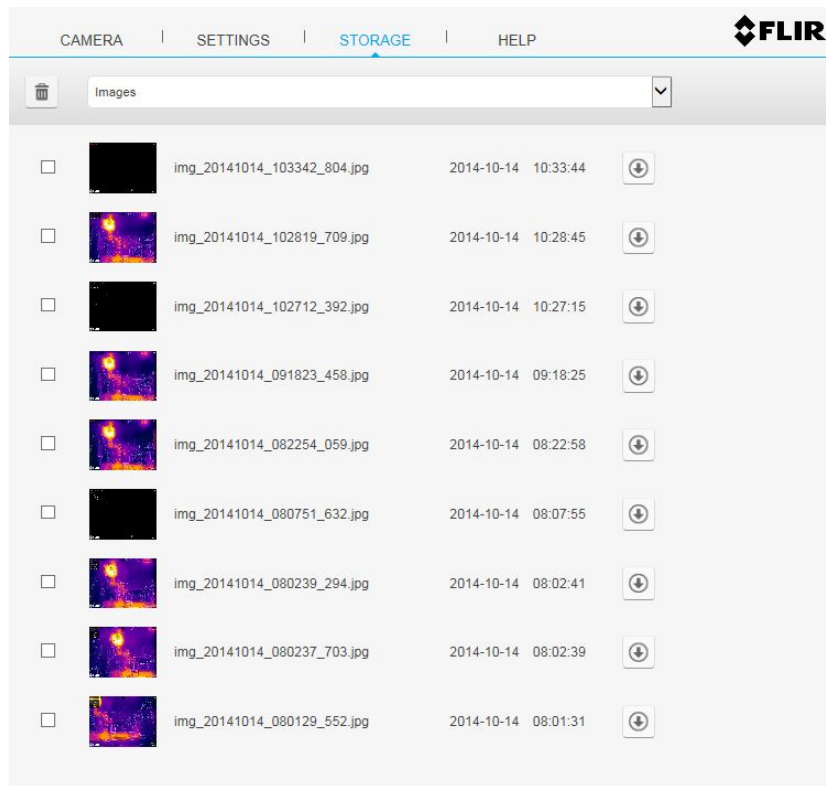 CAMERA | SETTINGS | STORAGE | HELP FLIR
Images
img_20141014_103342_804.jpg 2014-10-14 10:33:44
img_20141014_102819_709.jpg 2014-10-14 10:28:45
img_20141014_102712_392.jpg 2014-10-14 10:27:15
img_20141014_091823_458.jpg 2014-10-14 09:18:25
img_20141014_082254_059.jpg 2014-10-14 08:22:58
img_20141014_080751_632.jpg 2014-10-14 08:07:55
img_20141014_080239_294.jpg 2014-10-14 08:02:41
img_20141014_080237_703.jpg 2014-10-14 08:02:39
img_20141014_080129_552.jpg 2014-10-14 08:01:31